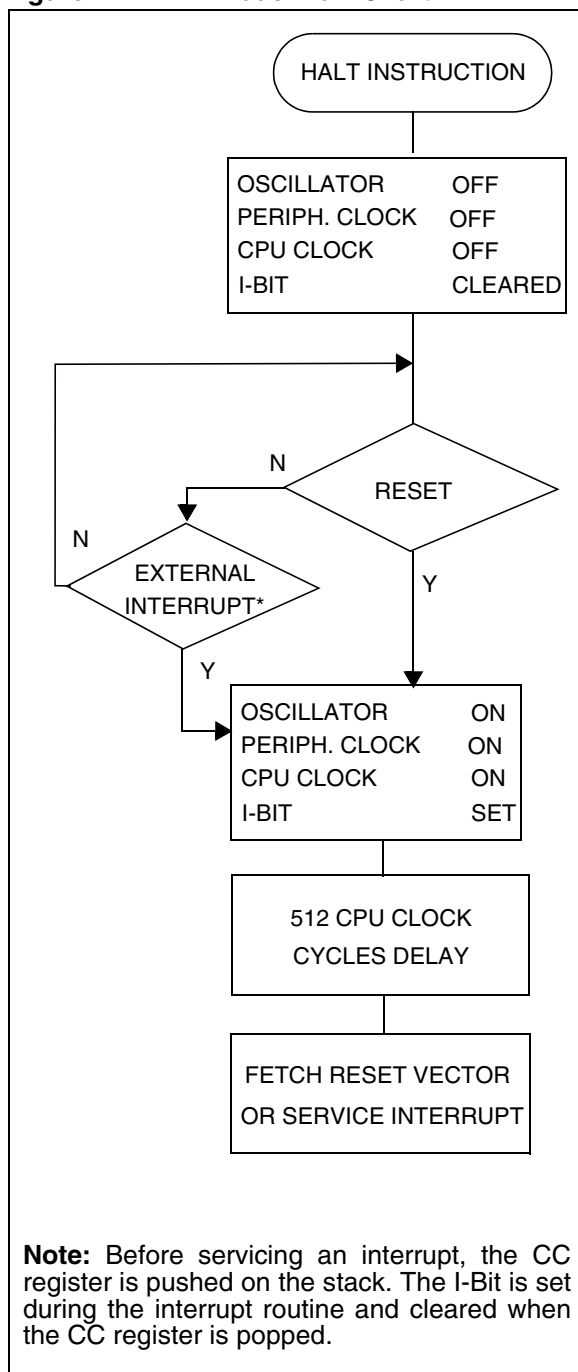 HALT INSTRUCTION
OSCILLATOR OFF
PERIPH. CLOCK OFF
CPU CLOCK OFF
I-BIT CLEARED
N
RESET
N
EXTERNAL
INTERRUPT*
Y
Y
OSCILLATOR ON
PERIPH. CLOCK ON
CPU CLOCK ON
I-BIT SET
512 CPU CLOCK
CYCLES DELAY
FETCH RESET VECTOR
OR SERVICE INTERRUPT
Note: Before servicing an interrupt, the CC
register is pushed on the stack. The I-Bit is set
during the interrupt routine and cleared when
the CC register is popped.